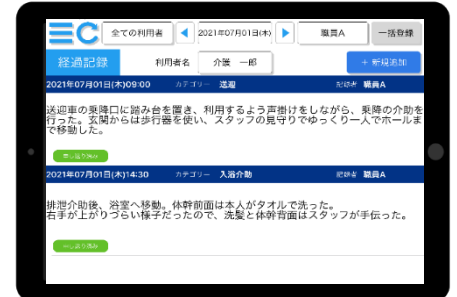 全ての利用者 2021年07月01日(木) 職員A 一括登録
経過記録 利用者名 介護 一郎 + 新規追加
2021年07月01日(木)09:00 カテゴリー 送迎 記録者 職員A
送迎車の乗降口に踏み台を置き、利用するよう声掛けをしながら、乗降の介助を
行った。玄関からは歩行器を使い、スタッフの見守りでゆっくり一人でホールま
で移動した。
2021年07月01日(木)14:30 カテゴリー 入浴介助 記録者 職員A
排泄介助後、浴室へ移動。体幹前面は本人がタオルで洗った。
右手が上がりづらい様子だったので、洗髪と体幹背面はスタッフが手伝った。